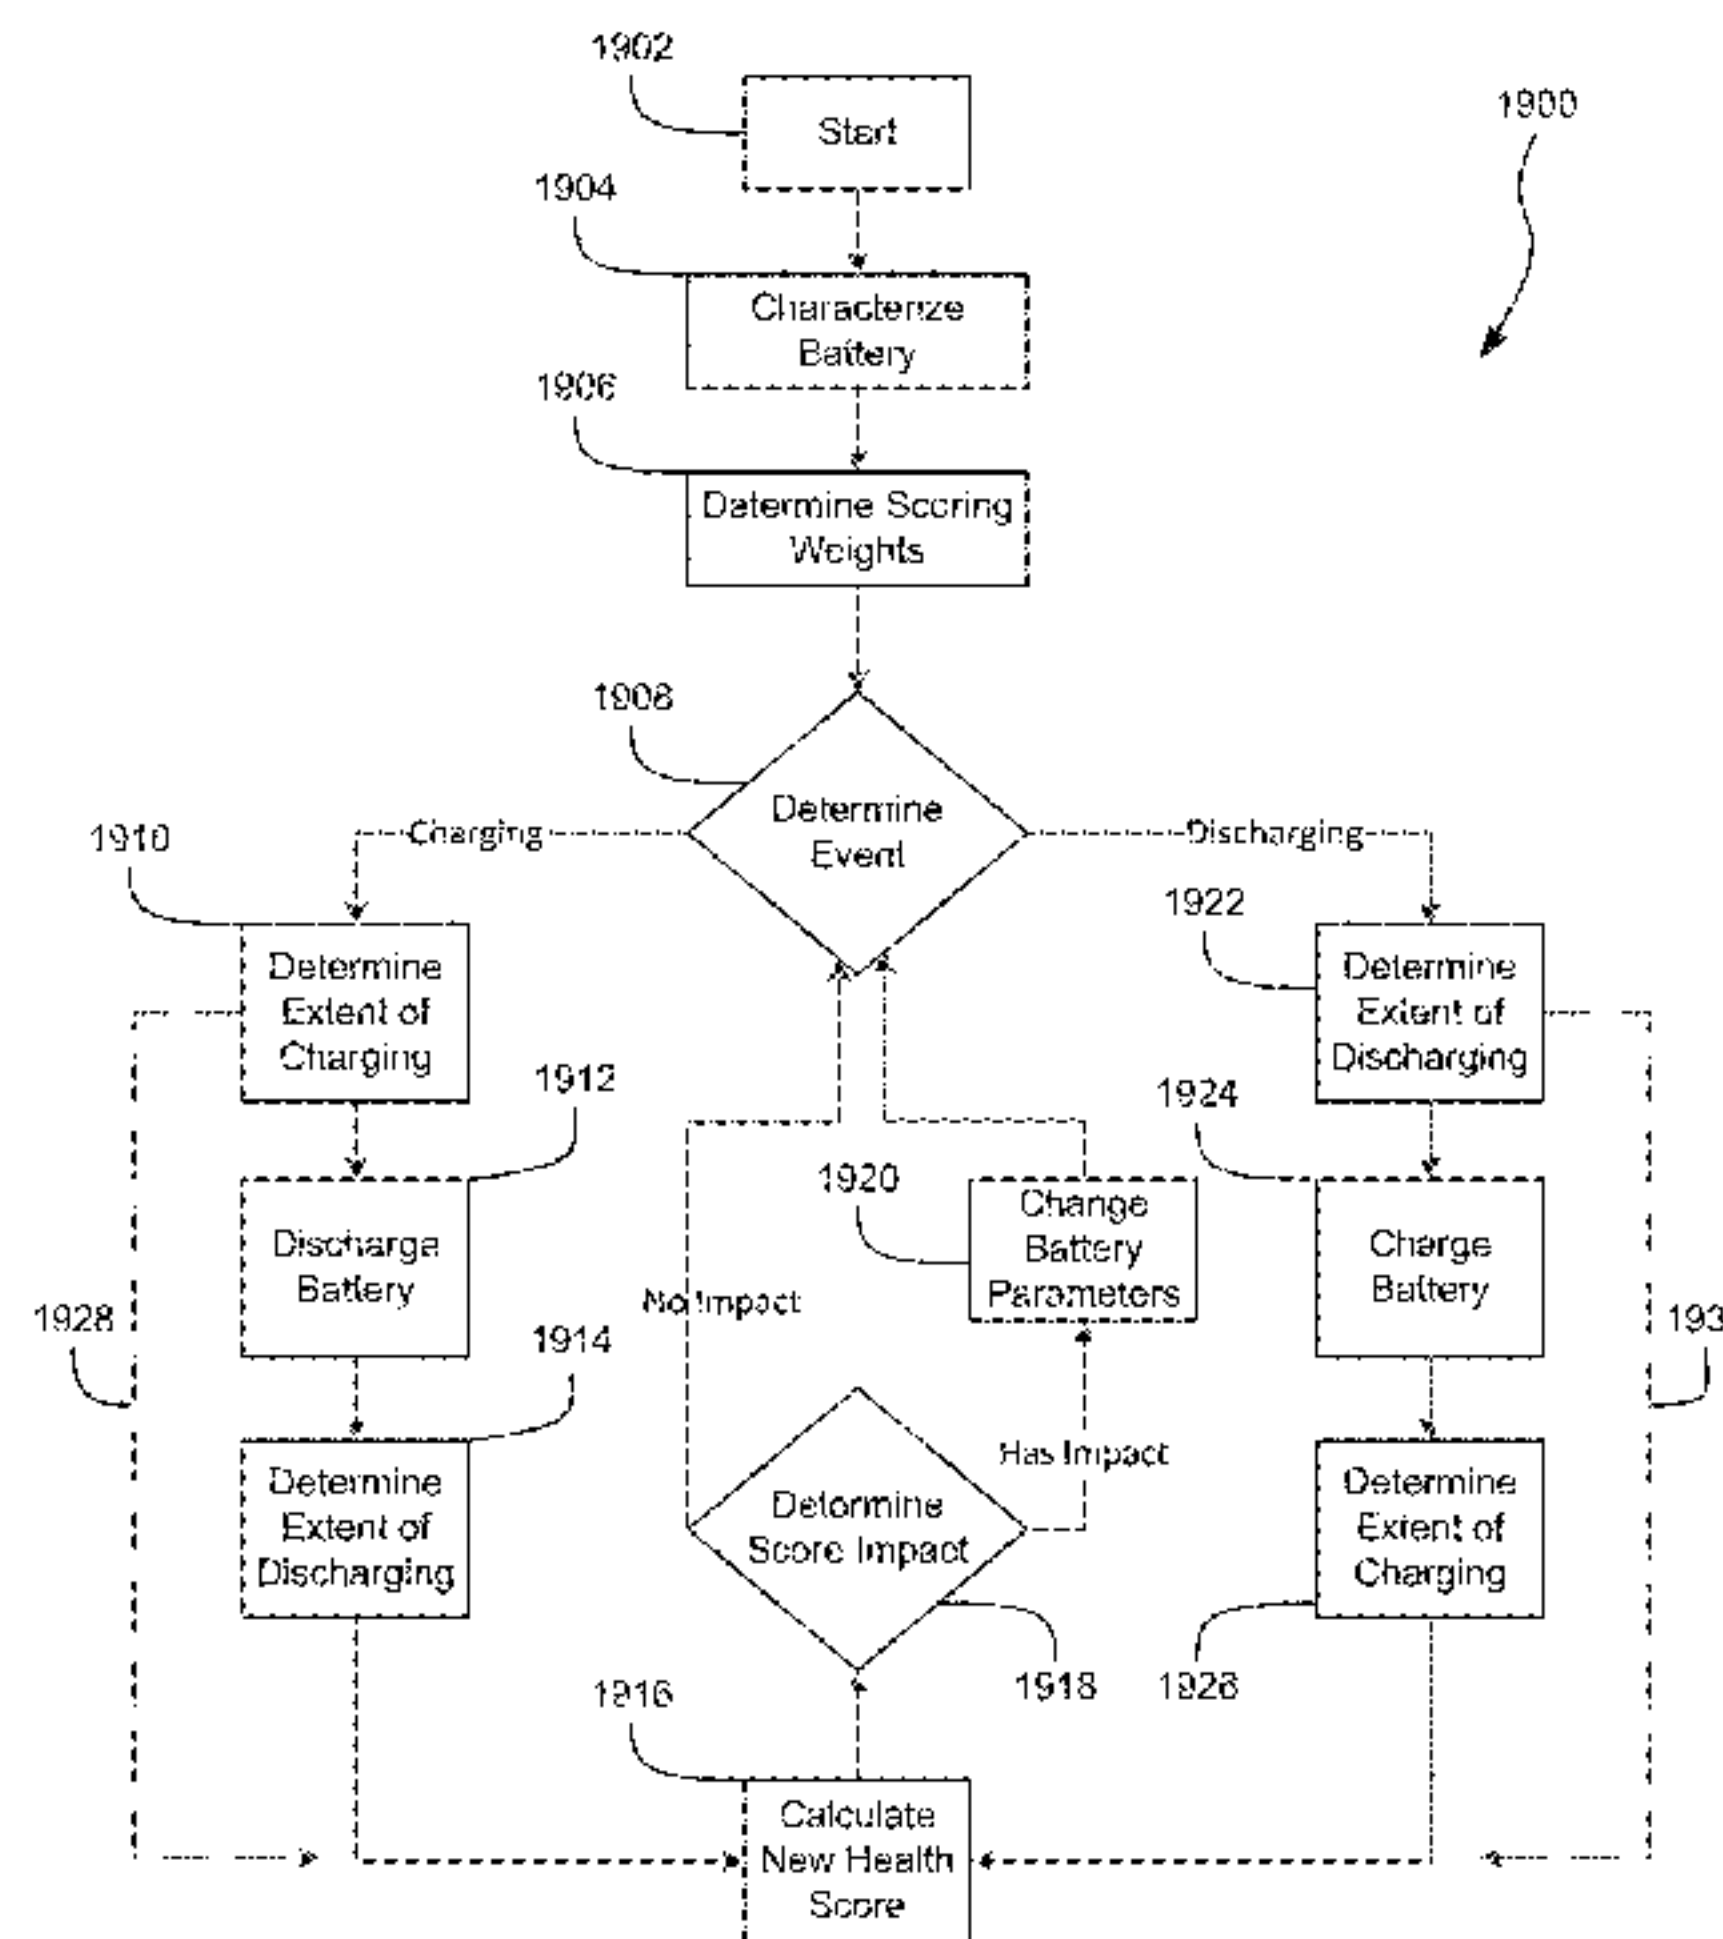 1902
Start
1900
1904
Characterize
Battery
1906
Determine Scoring
Weights
1908
Determine
Event
Charging
Discharging
1910
Determine
Extent of
Charging
1922
Determine
Extent of
Discharging
1912
Discharge
Battery
1920
Change
Battery
Parameters
1924
Charge
Battery
No Impact
1928
193
1914
Determine
Extent of
Discharging
Has Impact
Determine
Score Impact
Determine
Extent of
Charging
1918
1926
1916
Calculate
New Health
Score